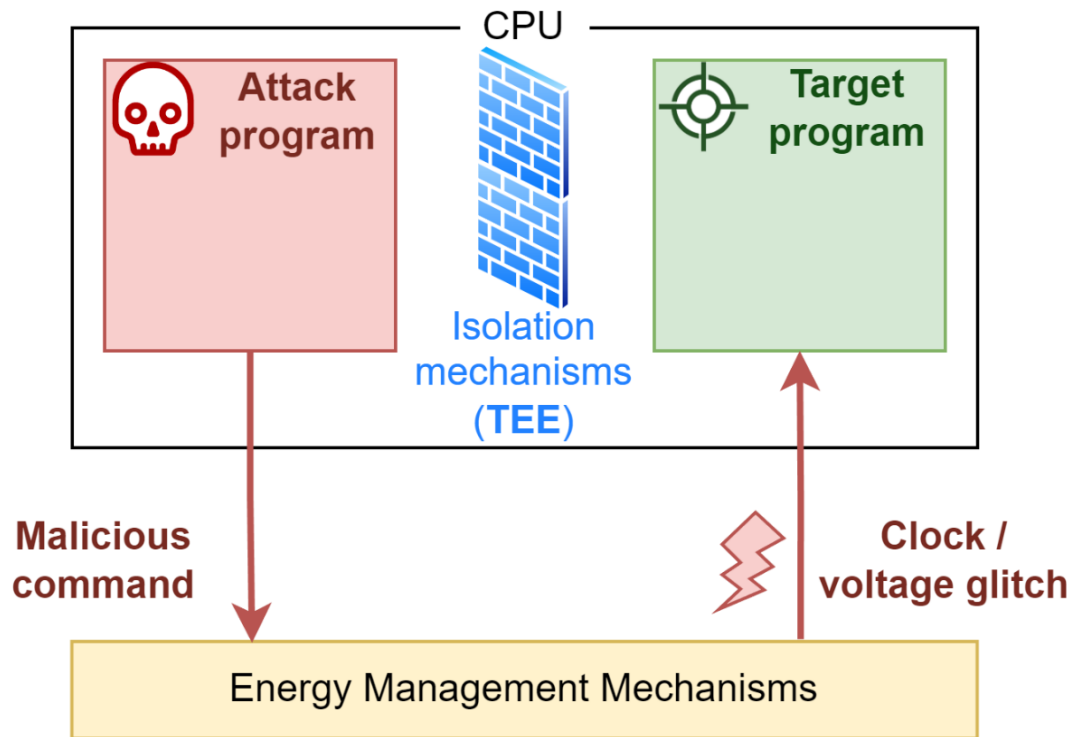 CPU
Attack
program
Target
program
Isolation
mechanisms
(TEE)
Malicious
command
Clock /
voltage glitch
Energy Management Mechanisms